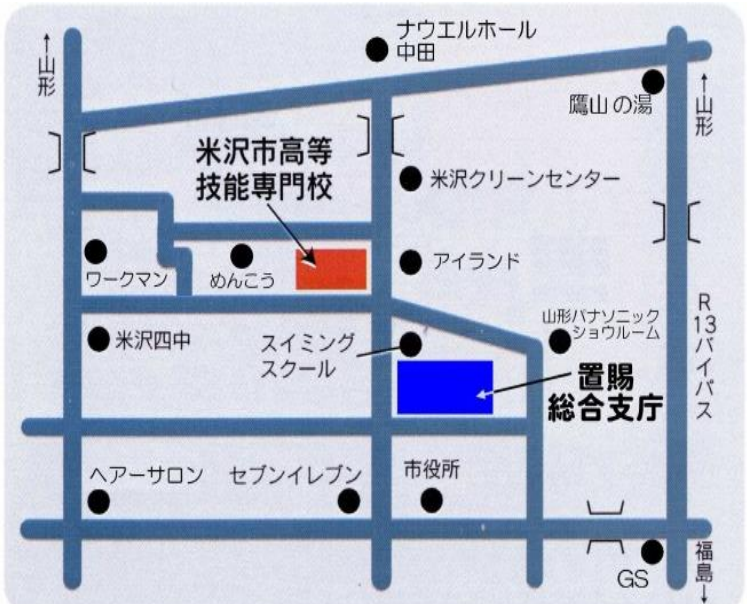 ナウエルホール
中田
↑山形
鷹山の湯
↑山形
米沢市高等
技能専門校
米沢クリーンセンター
ワークマン
めんこう
アイランド
山形パナソニック
ショウルーム
R13バイパス
米沢四中
スイミング
スクール
置賜
総合支庁
ヘアーサロン
セブンイレブン
市役所
GS
福島↓